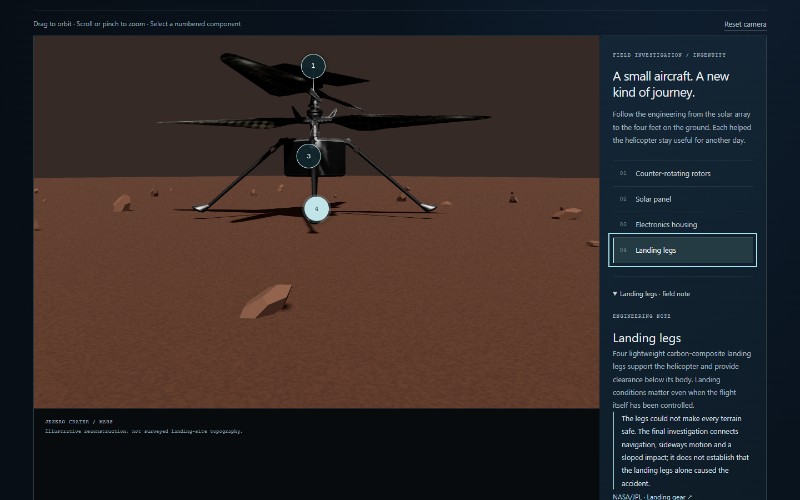 Drag to orbit · Scroll or pinch to zoom · Select a numbered component
Reset camera
1
3
4
JEZERO CRATER / MARS
Illustrative reconstruction, not surveyed landing-site topography.
FIELD INVESTIGATION / INGENUITY
A small aircraft. A new
kind of journey.
Follow the engineering from the solar array
to the four feet on the ground. Each helped
the helicopter stay useful for another day.
01 Counter-rotating rotors
02 Solar panel
03 Electronics housing
04 Landing legs
▼ Landing legs · field note
ENGINEERING NOTE
Landing legs
Four lightweight carbon-composite landing
legs support the helicopter and provide
clearance below its body. Landing
conditions matter even when the flight
itself has been controlled.
The legs could not make every terrain
safe. The final investigation connects
navigation, sideways motion and a
sloped impact; it does not establish that
the landing legs alone caused the
accident.
NASA/JPL · Landing gear ↗